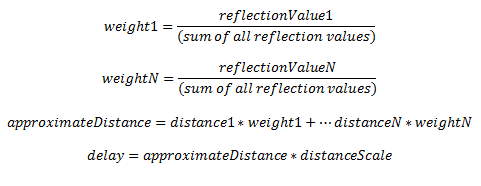 weight1 = reflectionValue1 / (sum of all reflection values)
weightN = reflectionValueN / (sum of all reflection values)
approximateDistance = distance1 * weight1 + ⋯ distanceN * weightN
delay = approximateDistance * distanceScale